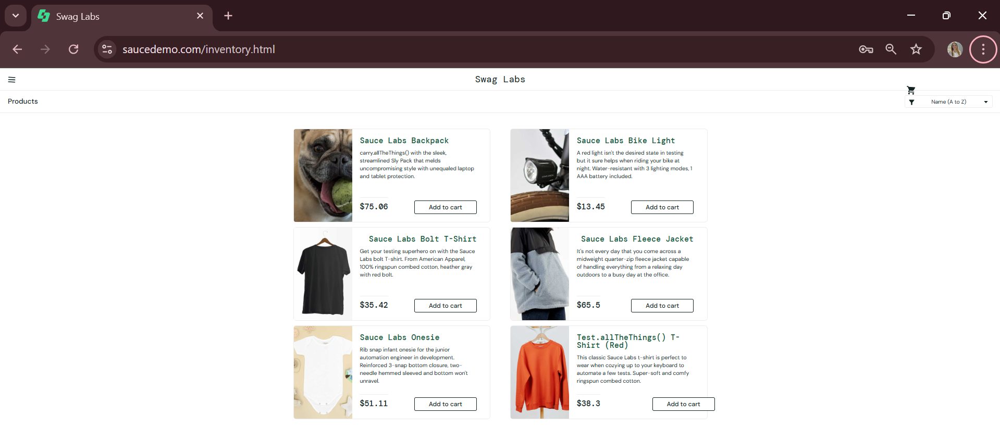 Swag Labs
saucedemo.com/inventory.html
Swag Labs
Products
Name (A to Z)
Sauce Labs Backpack
carry.allTheThings() with the sleek,
streamlined Sly Pack that melds
uncompromising style with unequaled laptop
and tablet protection.
$75.06
Add to cart
Sauce Labs Bike Light
A red light isn't the desired state in testing
but it sure helps when riding your bike at
night. Water-resistant with 3 lighting modes, 1
AAA battery included.
$13.45
Add to cart
Sauce Labs Bolt T-Shirt
Get your testing superhero on with the Sauce
Labs bolt T-shirt. From American Apparel,
100% ringspun combed cotton, heather gray
with red bolt.
$35.42
Add to cart
Sauce Labs Fleece Jacket
It's not every day that you come across a
midweight quarter-zip fleece jacket capable
of handling everything from a relaxing day
outdoors to a busy day at the office.
$65.5
Add to cart
Sauce Labs Onesie
Rib snap infant onesie for the junior
automation engineer in development.
Reinforced 3-snap bottom closure, two-
needle hemmed sleeved and bottom won't
unravel.
$51.11
Add to cart
Test.allTheThings() T-
Shirt (Red)
This classic Sauce Labs t-shirt is perfect to
wear when cozying up to your keyboard to
automate a few tests. Super-soft and comfy
ringspun combed cotton.
$38.3
Add to cart